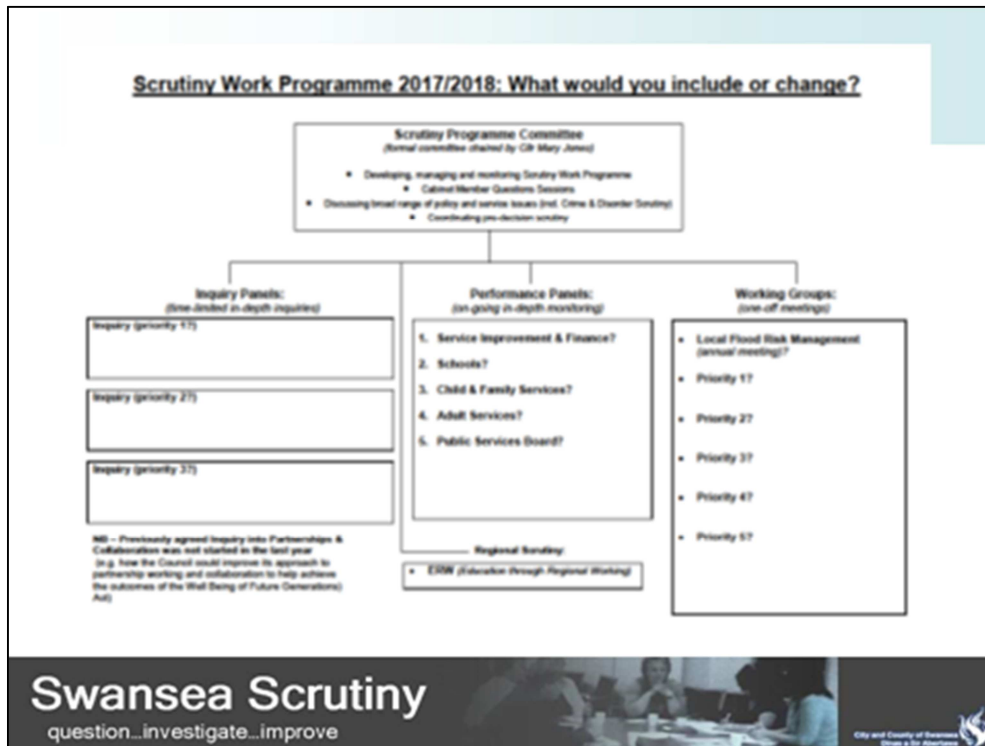 Scrutiny Work Programme 2017/2018: What would you include or change?
Scrutiny Programme Committee
(formal committee chaired by Cllr Mary Jones)
• Developing, managing and monitoring Scrutiny Work Programme
• Cabinet Member Questions Sessions
• Discussing broad range of policy and service issues (incl. Crime & Disorder Scrutiny)
• Coordinating pre-decision scrutiny
Inquiry Panels:
(time-limited in-depth inquiries)
Inquiry (priority 1?)
Inquiry (priority 2?)
Inquiry (priority 3?)
NB – Previously agreed Inquiry into Partnerships &
Collaboration was not started in the last year
(e.g. how the Council could improve its approach to
partnership working and collaboration to help achieve
the outcomes of the Well Being of Future Generations)
Act)
Performance Panels:
(on-going in-depth monitoring)
1. Service Improvement & Finance?
2. Schools?
3. Child & Family Services?
4. Adult Services?
5. Public Services Board?
Regional Scrutiny:
• ERW (Education through Regional Working)
Working Groups:
(one-off meetings)
• Local Flood Risk Management
(annual meeting)?
• Priority 1?
• Priority 2?
• Priority 3?
• Priority 4?
• Priority 5?
Swansea Scrutiny
question...investigate...improve
City and County of Swansea
Dinas a Sir Abertawe